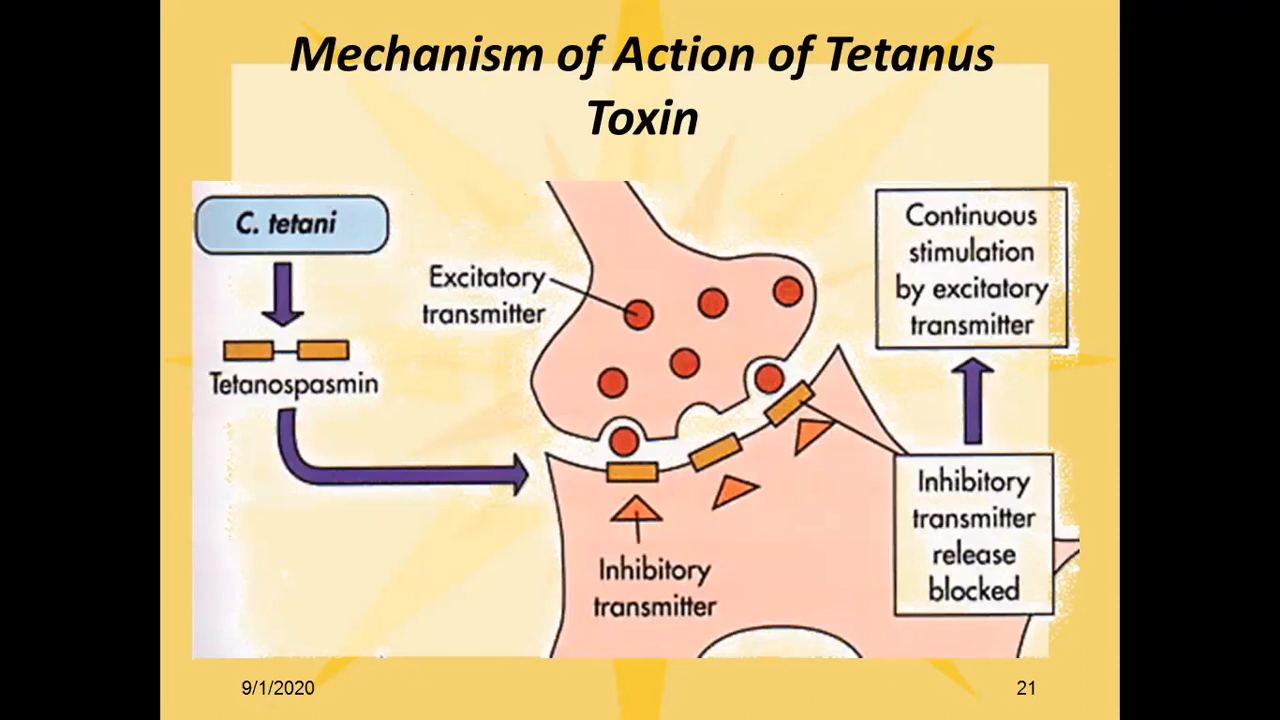 Mechanism of Action of Tetanus
Toxin
C. tetani
Tetanospasmin
Excitatory
transmitter
Inhibitory
transmitter
Continuous
stimulation
by excitatory
transmitter
Inhibitory
transmitter
release
blocked
9/1/2020
21